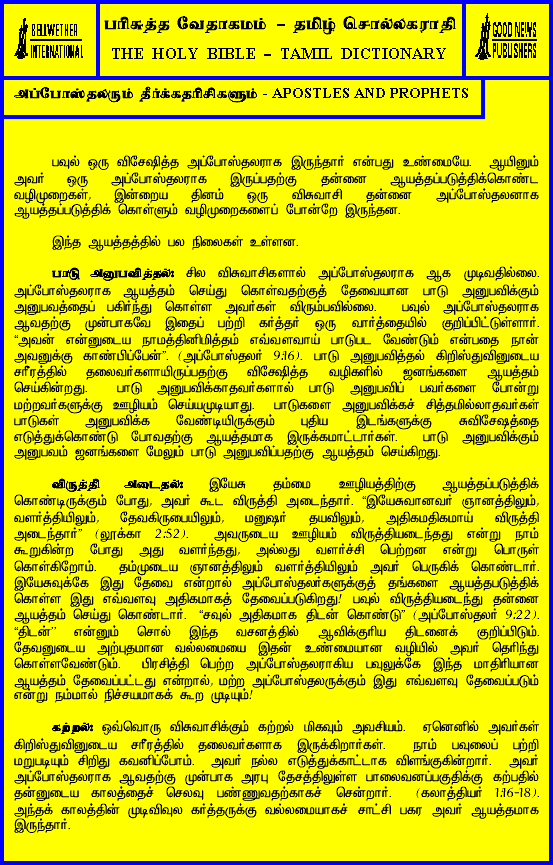 BELLWETHER
INTERNATIONAL
பரிசுத்த வேதாகமம் – தமிழ் சொல்லகராதி
THE HOLY BIBLE – TAMIL DICTIONARY
GOOD NEWS
PUBLISHERS
அப்போஸ்தலரும் தீர்க்கதரிசிகளும் - APOSTLES AND PROPHETS
பவுல் ஒரு விசேஷித்த அப்போஸ்தலராக இருந்தார் என்பது உண்மையே. ஆயினும்
அவர் ஒரு அப்போஸ்தலராக இருப்பதற்கு தன்னை ஆயத்தப்படுத்திக்கொண்ட
வழிமுறைகள், இன்றைய தினம் ஒரு விசுவாசி தன்னை அப்போஸ்தலனாக
ஆயத்தப்படுத்திக் கொள்ளும் வழிமுறைகளைப் போன்றே இருந்தன.
இந்த ஆயத்தத்தில் பல நிலைகள் உள்ளன.
பாடு அனுபவித்தல்: சில விசுவாசிகளால் அப்போஸ்தலராக ஆக முடிவதில்லை.
அப்போஸ்தலராக ஆயத்தம் செய்து கொள்வதற்குத் தேவையான பாடு அனுபவிக்கும்
அனுபவத்தைப் பகிர்ந்து கொள்ள அவர்கள் விரும்பவில்லை. பவுல் அப்போஸ்தலராக
ஆவதற்கு முன்பாகவே இதைப் பற்றி கர்த்தர் ஒரு வார்த்தையில் குறிப்பிட்டுள்ளார்.
“அவன் என்னுடைய நாமத்தினிமித்தம் எவ்வளவாய் பாடுபட வேண்டும் என்பதை நான்
அவனுக்கு காண்பிப்பேன்”. (அப்போஸ்தலர் 9:16). பாடு அனுபவித்தல் கிறிஸ்துவினுடைய
சரீரத்தில் தலைவர்களாயிருப்பதற்கு விசேஷித்த வழிகளில் ஜனங்களை ஆயத்தம்
செய்கின்றது. பாடு அனுபவிக்காதவர்களால் பாடு அனுபவிப் பவர்களை போன்று
மற்றவர்களுக்கு ஊழியம் செய்யமுடியாது. பாடுகளை அனுபவிக்கச் சித்தமில்லாதவர்கள்
பாடுகள் அனுபவிக்க வேண்டியிருக்கும் புதிய இடங்களுக்கு சுவிசேஷத்தை
எடுத்துக்கொண்டு போவதற்கு ஆயத்தமாக இருக்கமாட்டார்கள். பாடு அனுபவிக்கும்
அனுபவம் ஜனங்களை மேலும் பாடு அனுபவிப்பதற்கு ஆயத்தம் செய்கிறது.
விருத்தி அடைதல்: இயேசு தம்மை ஊழியத்திற்கு ஆயத்தப்படுத்திக்
கொண்டிருக்கும் போது, அவர் கூட விருத்தி அடைந்தார். “இயேசுவானவர் ஞானத்திலும்,
வளர்த்தியிலும், தேவகிருபையிலும், மனுஷர் தயவிலும், அதிகமதிகமாய் விருத்தி
அடைந்தார்” (லூக்கா 2:52). அவருடைய ஊழியம் விருத்தியடைந்தது என்று நாம்
கூறுகின்ற போது அது வளர்ந்தது, அல்லது வளர்ச்சி பெற்றன என்று பொருள்
கொள்கிறோம். தம்முடைய ஞானத்திலும் வளர்த்தியிலும் அவர் பெருகிக் கொண்டார்.
இயேசுவுக்கே இது தேவை என்றால் அப்போஸ்தலர்களுக்குத் தங்களை ஆயத்தப்படுத்திக்
கொள்ள இது எவ்வளவு அதிகமாகத் தேவைப்படுகிறது! பவுல் விருத்தியடைந்து தன்னை
ஆயத்தம் செய்து கொண்டார். “சவுல் அதிகமாக திடன் கொண்டு” (அப்போஸ்தலர் 9:22).
“திடன்” என்னும் சொல் இந்த வசனத்தில் ஆவிக்குரிய திடனைக் குறிப்பிடும்.
தேவனுடைய அற்புதமான வல்லமையை இதன் உண்மையான வழியில் அவர் தெரிந்து
கொள்ளவேண்டும். பிரசித்தி பெற்ற அப்போஸ்தலராகிய பவுலுக்கே இந்த மாதிரியான
ஆயத்தம் தேவைப்பட்டது என்றால், மற்ற அப்போஸ்தலருக்கும் இது எவ்வளவு தேவைப்படும்
என்று நம்மால் நிச்சயமாகக் கூற முடியும்!
கற்றல்: ஒவ்வொரு விசுவாசிக்கும் கற்றல் மிகவும் அவசியம். ஏனெனில் அவர்கள்
கிறிஸ்துவினுடைய சரீரத்தில் தலைவர்களாக இருக்கிறார்கள். நாம் பவுலைப் பற்றி
மறுபடியும் சிறிது கவனிப்போம். அவர் நல்ல எடுத்துக்காட்டாக விளங்குகின்றார். அவர்
அப்போஸ்தலராக ஆவதற்கு முன்பாக அரபு தேசத்திலுள்ள பாலைவனப்பகுதிக்கு கற்பதில்
தன்னுடைய காலத்தைச் செலவு பண்ணுவதற்காகச் சென்றார். (கலாத்தியர் 1:16-18).
அந்தக் காலத்தின் முடிவிவுல கர்த்தருக்கு வல்லமையாகச் சாட்சி பகர அவர் ஆயத்தமாக
இருந்தார்.